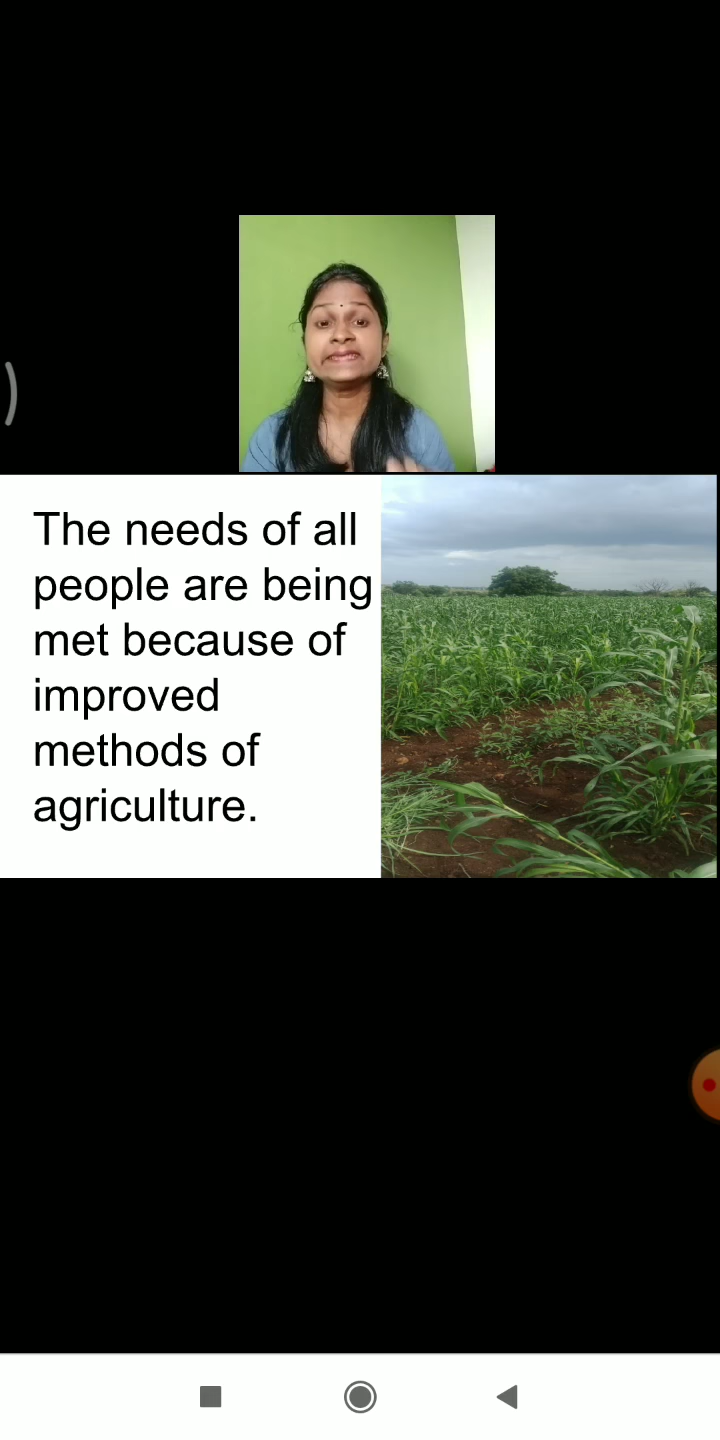 The needs of all
people are being
met because of
improved
methods of
agriculture.